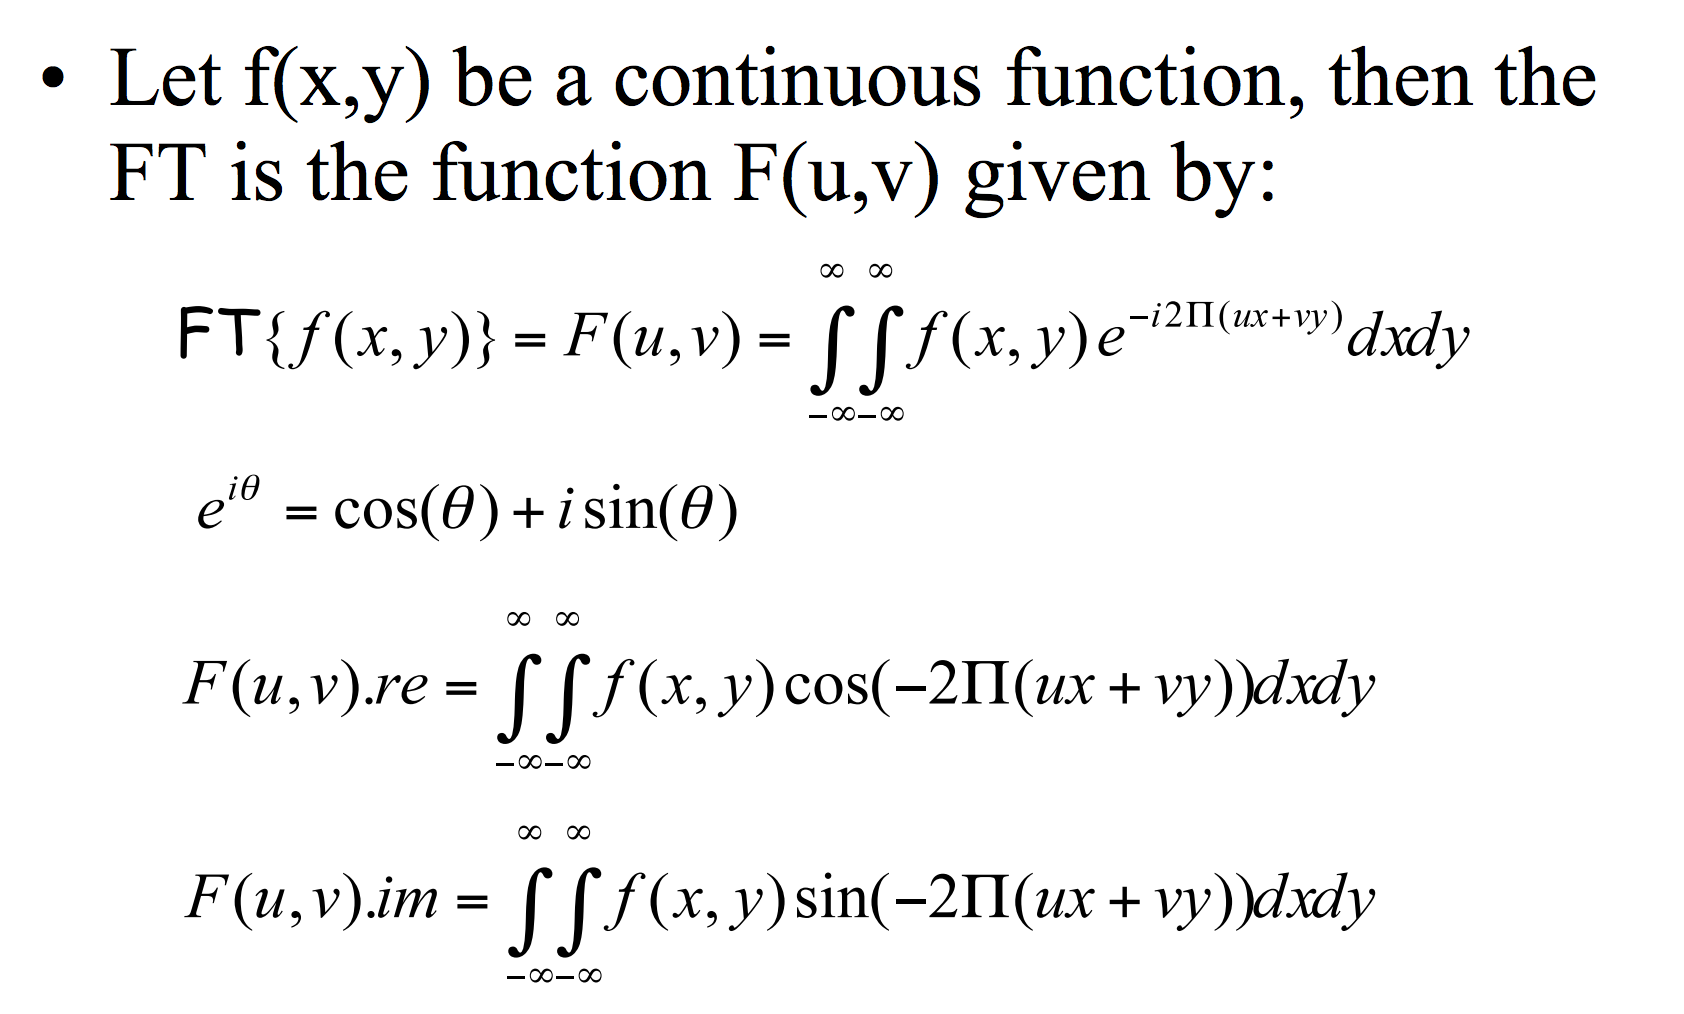 • Let f(x,y) be a continuous function, then the
FT is the function F(u,v) given by:
FT{f(x, y)} = F(u, v) = ∫_{−∞}^{∞} ∫_{−∞}^{∞} f(x, y) e^{−i2Π(ux+vy)} dxdy
e^{iθ} = cos(θ) + i sin(θ)
F(u, v).re = ∫_{−∞}^{∞} ∫_{−∞}^{∞} f(x, y) cos(−2Π(ux + vy))dxdy
F(u, v).im = ∫_{−∞}^{∞} ∫_{−∞}^{∞} f(x, y) sin(−2Π(ux + vy))dxdy